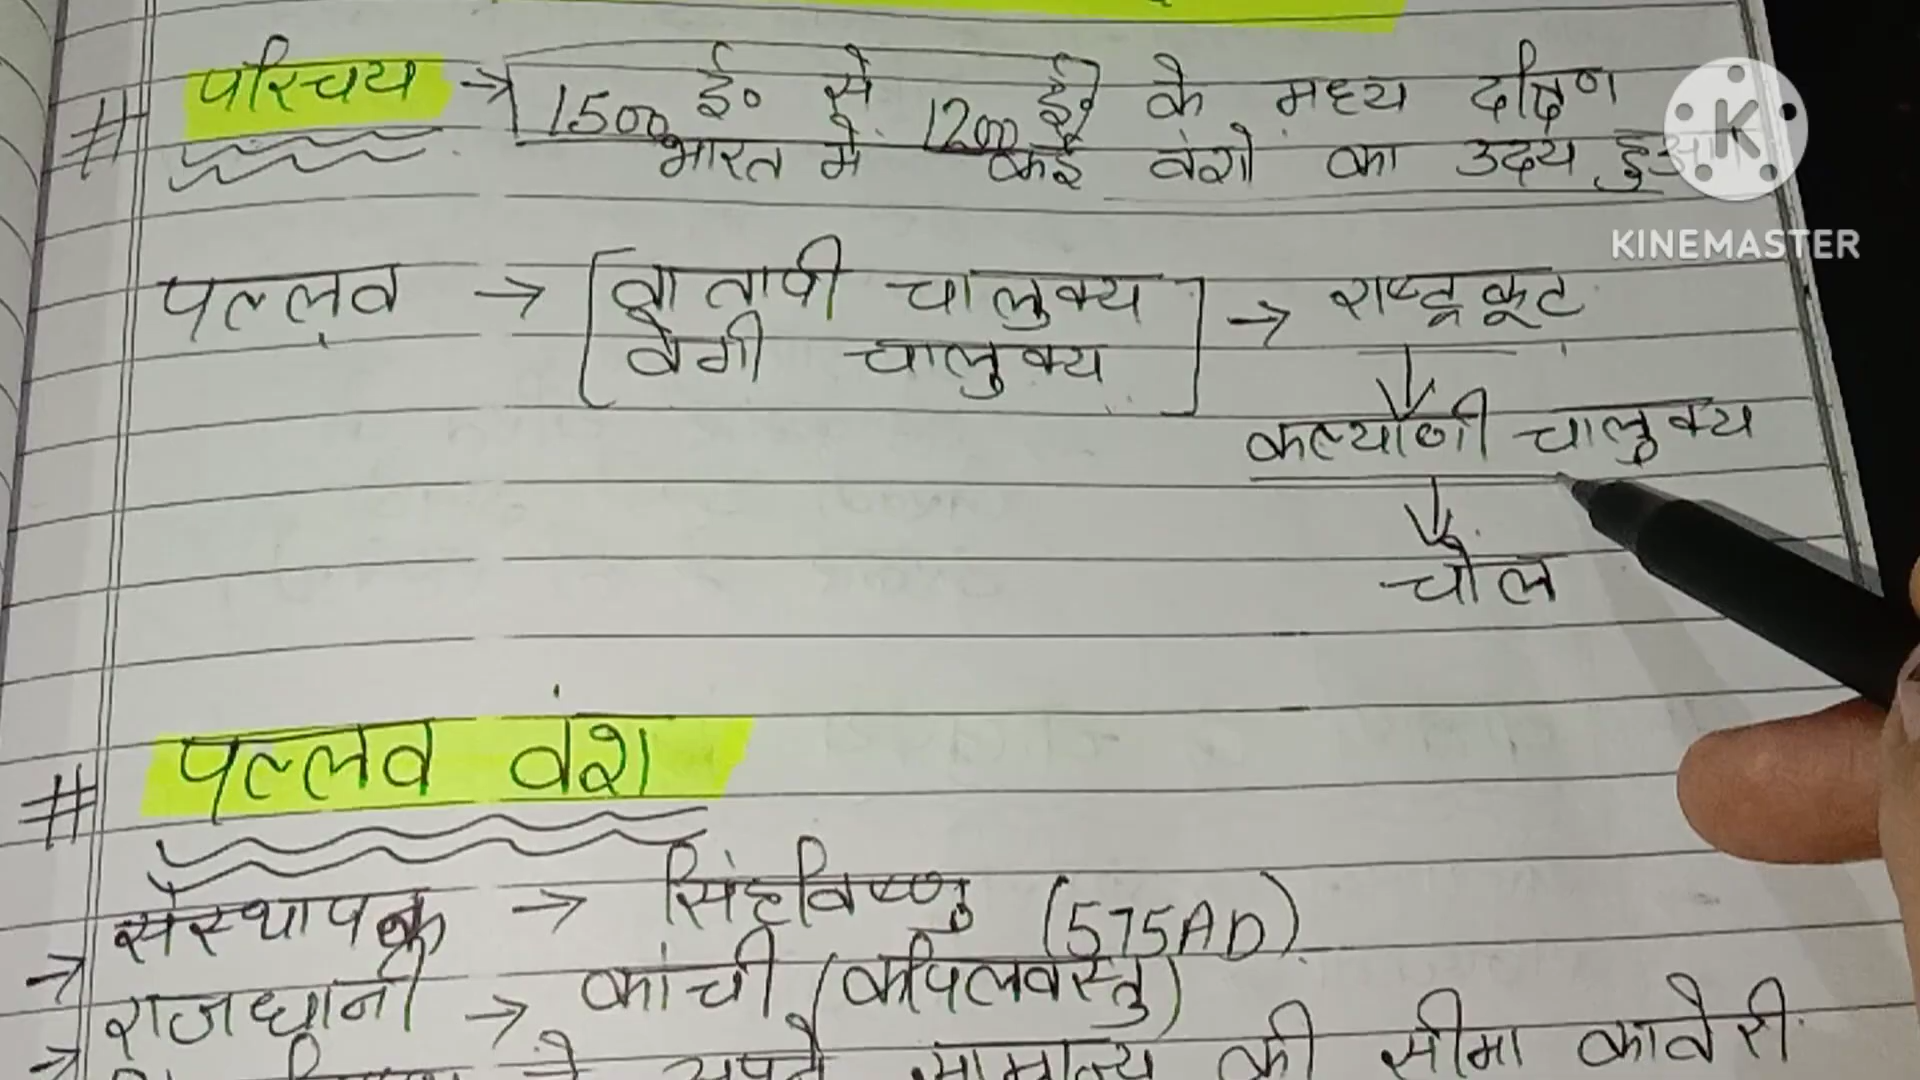 # परिचय → 1500 ई० से 1200 ई० के मध्य दक्षिण
भारत मे कई वंशो का उदय हुआ
K
KINEMASTER
पल्लव → वातापी चालुक्य → राष्ट्रकूट
वेंगी चालुक्य
कल्याणी चालुक्य
चोल
# पल्लव वंश
→ संस्थापक → सिंहविष्णु (575AD)
→ राजधानी → कांची (कपिलवस्तु)
ने अपने साम्राज्य की सीमा कावेरी